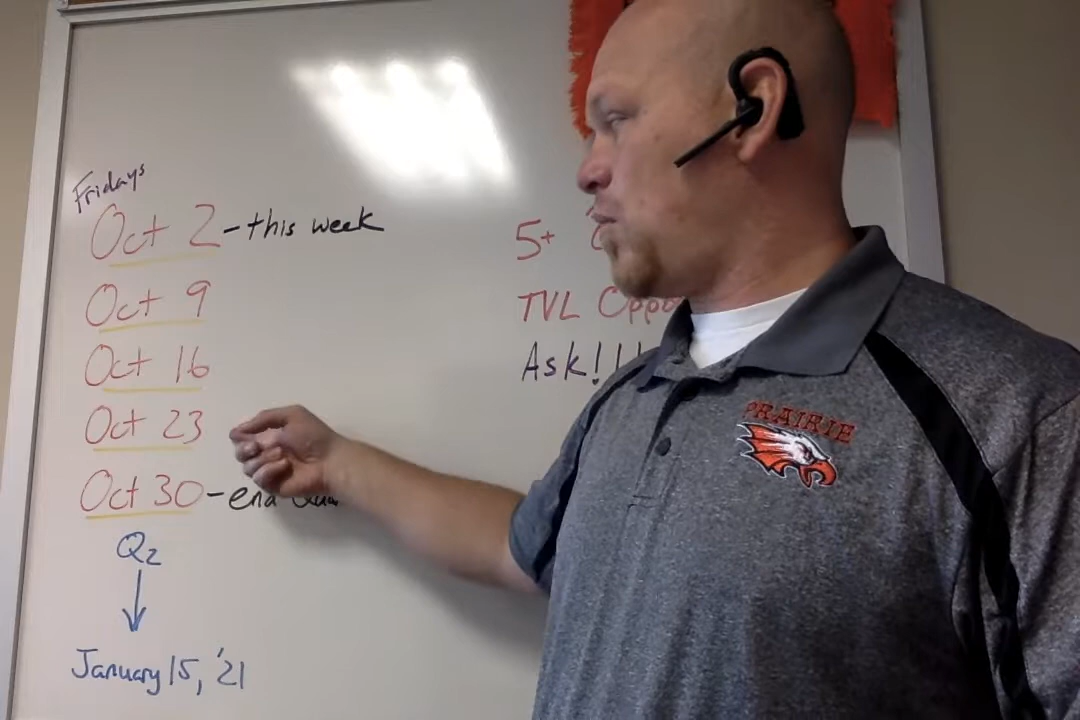 Fridays
Oct 2 - this week
Oct 9
Oct 16
Oct 23
Oct 30 - end
Q2
January 15, '21
5+
TVL
Ask!!
PRAIRIE